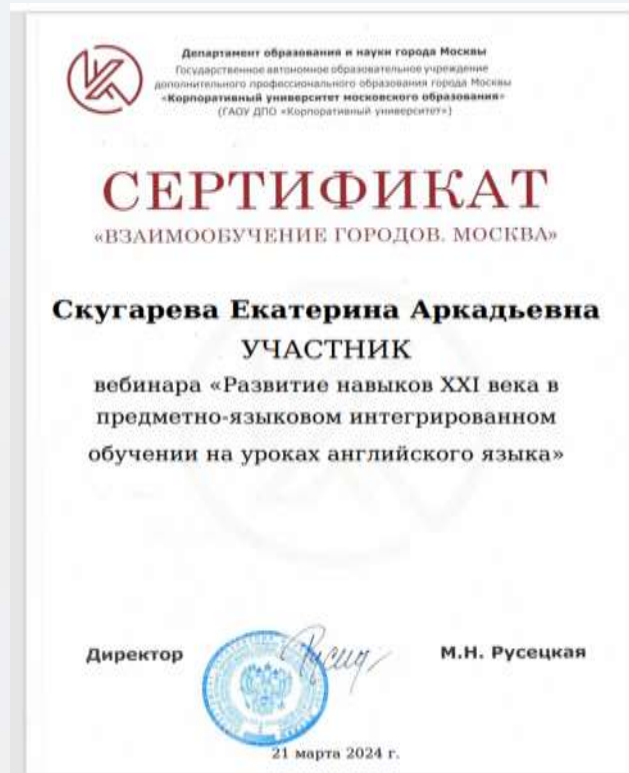 Департамент образования и науки города Москвы
Государственное автономное образовательное учреждение
дополнительного профессионального образования города Москвы
«Корпоративный университет московского образования»
(ГАОУ ДПО «Корпоративный университет»)
СЕРТИФИКАТ
«ВЗАИМООБУЧЕНИЕ ГОРОДОВ. МОСКВА»
Скугарева Екатерина Аркадьевна
УЧАСТНИК
вебинара «Развитие навыков XXI века в
предметно-языковом интегрированном
обучении на уроках английского языка»
Директор
М.Н. Русецкая
21 марта 2024 г.